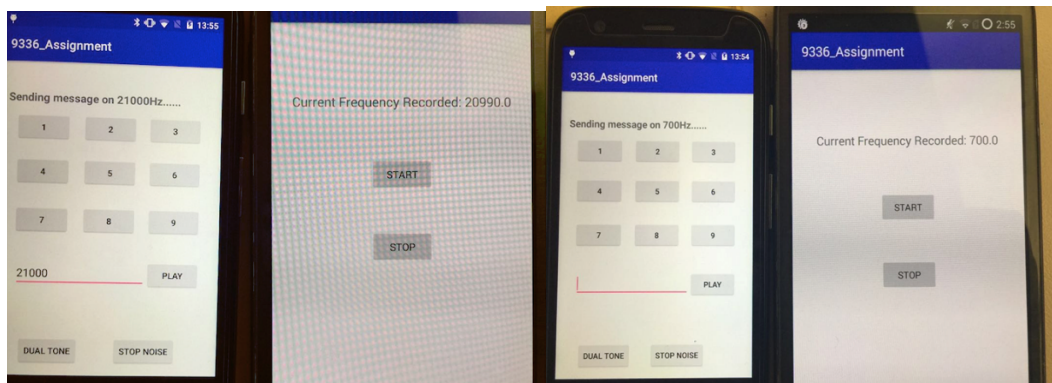 13:55
9336_Assignment
Sending message on 21000Hz......
1 2 3
4 5 6
7 8 9
21000 PLAY
DUAL TONE STOP NOISE
Current Frequency Recorded: 20990.0
START
STOP
13:54
9336_Assignment
Sending message on 700Hz......
1 2 3
4 5 6
7 8 9
PLAY
DUAL TONE STOP NOISE
2:55
9336_Assignment
Current Frequency Recorded: 700.0
START
STOP